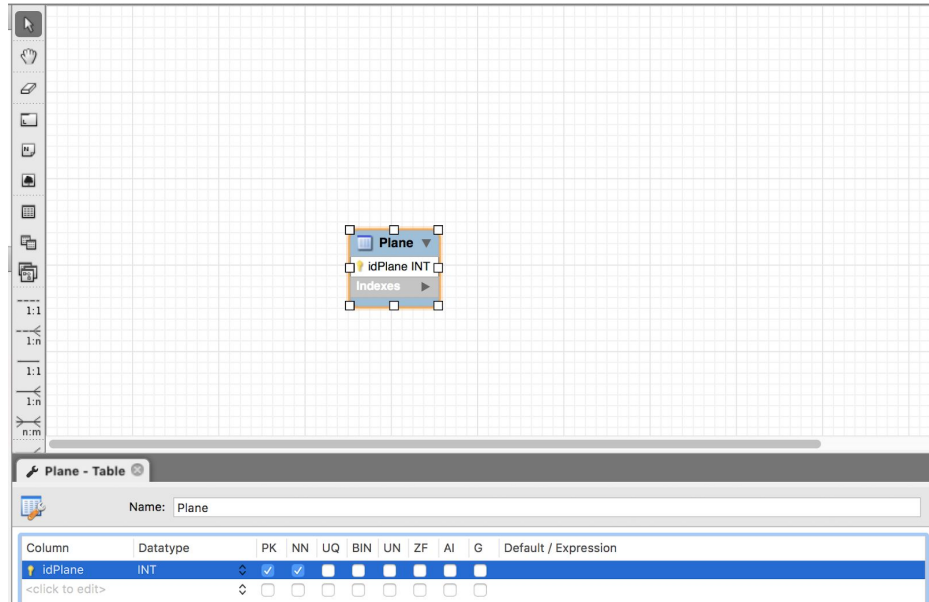 Plane
idPlane INT
Indexes
1:1
1:n
1:1
1:n
n:m
Plane - Table
Name: Plane
Column Datatype PK NN UQ BIN UN ZF AI G Default / Expression
idPlane INT
<click to edit>